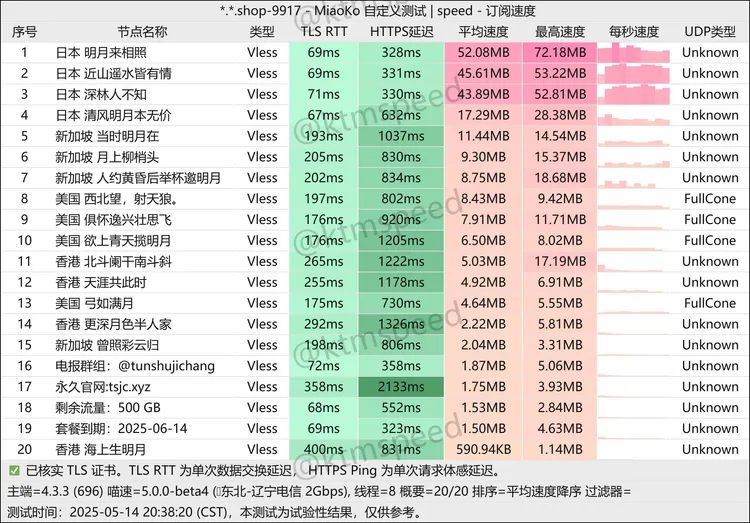 *.*.shop-9917 - MiaoKo 自定义测试 | speed - 订阅速度
序号 节点名称 类型 TLS RTT HTTPS延迟 平均速度 最高速度 每秒速度 UDP类型
1 日本 明月来相照 Vless 69ms 328ms 52.08MB 72.18MB Unknown
2 日本 近山遥水皆有情 Vless 69ms 331ms 45.61MB 53.22MB Unknown
3 日本 深林人不知 Vless 71ms 330ms 43.89MB 52.81MB Unknown
4 日本 清风明月本无价 Vless 67ms 632ms 17.29MB 28.38MB Unknown
5 新加坡 当时明月在 Vless 193ms 1037ms 11.44MB 14.54MB Unknown
6 新加坡 月上柳梢头 Vless 205ms 830ms 9.30MB 15.37MB Unknown
7 新加坡 人约黄昏后举杯邀明月 Vless 202ms 834ms 8.75MB 18.68MB Unknown
8 美国 西北望，射天狼。 Vless 197ms 802ms 8.43MB 9.42MB FullCone
9 美国 俱怀逸兴壮思飞 Vless 176ms 920ms 7.91MB 11.71MB FullCone
10 美国 欲上青天揽明月 Vless 176ms 1205ms 6.50MB 8.02MB FullCone
11 香港 北斗阑干南斗斜 Vless 265ms 1222ms 5.03MB 17.19MB Unknown
12 香港 天涯共此时 Vless 255ms 1178ms 4.92MB 6.91MB Unknown
13 美国 弓如满月 Vless 175ms 730ms 4.64MB 5.55MB FullCone
14 香港 更深月色半人家 Vless 292ms 1326ms 2.22MB 5.81MB Unknown
15 新加坡 曾照彩云归 Vless 198ms 806ms 2.04MB 3.31MB Unknown
16 电报群组：@tunshujichang Vless 72ms 358ms 1.87MB 5.06MB Unknown
17 永久官网:tsjc.xyz Vless 358ms 2133ms 1.75MB 3.93MB Unknown
18 剩余流量：500 GB Vless 68ms 552ms 1.53MB 2.84MB Unknown
19 套餐到期：2025-06-14 Vless 69ms 323ms 1.50MB 4.63MB Unknown
20 香港 海上生明月 Vless 400ms 831ms 590.94KB 1.14MB Unknown
✅ 已核实 TLS 证书。TLS RTT 为单次数据交换延迟， HTTPS Ping 为单次请求体感延迟。
主端=4.3.3 (696) 喵速=5.0.0-beta4 (▯东北-辽宁电信 2Gbps), 线程=8 概要=20/20 排序=平均速度降序 过滤器=
测试时间：2025-05-14 20:38:20 (CST)，本测试为试验性结果，仅供参考。
@ktmspeed
@ktmspeed
@ktmspeed
@ktmspeed